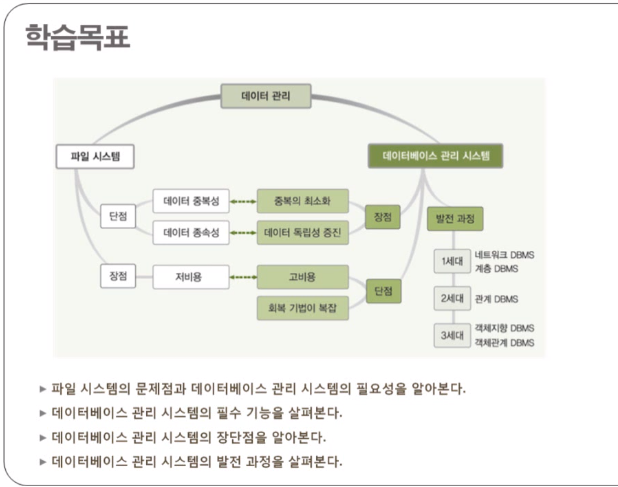 학습목표
데이터 관리
파일 시스템
데이터베이스 관리 시스템
단점
데이터 중복성
중복의 최소화
데이터 종속성
데이터 독립성 증진
장점
발전 과정
장점
저비용
고비용
회복 기법이 복잡
단점
1세대
네트워크 DBMS
계층 DBMS
2세대
관계 DBMS
3세대
객체지향 DBMS
객체관계 DBMS
▶ 파일 시스템의 문제점과 데이터베이스 관리 시스템의 필요성을 알아본다.
▶ 데이터베이스 관리 시스템의 필수 기능을 살펴본다.
▶ 데이터베이스 관리 시스템의 장단점을 알아본다.
▶ 데이터베이스 관리 시스템의 발전 과정을 살펴본다.